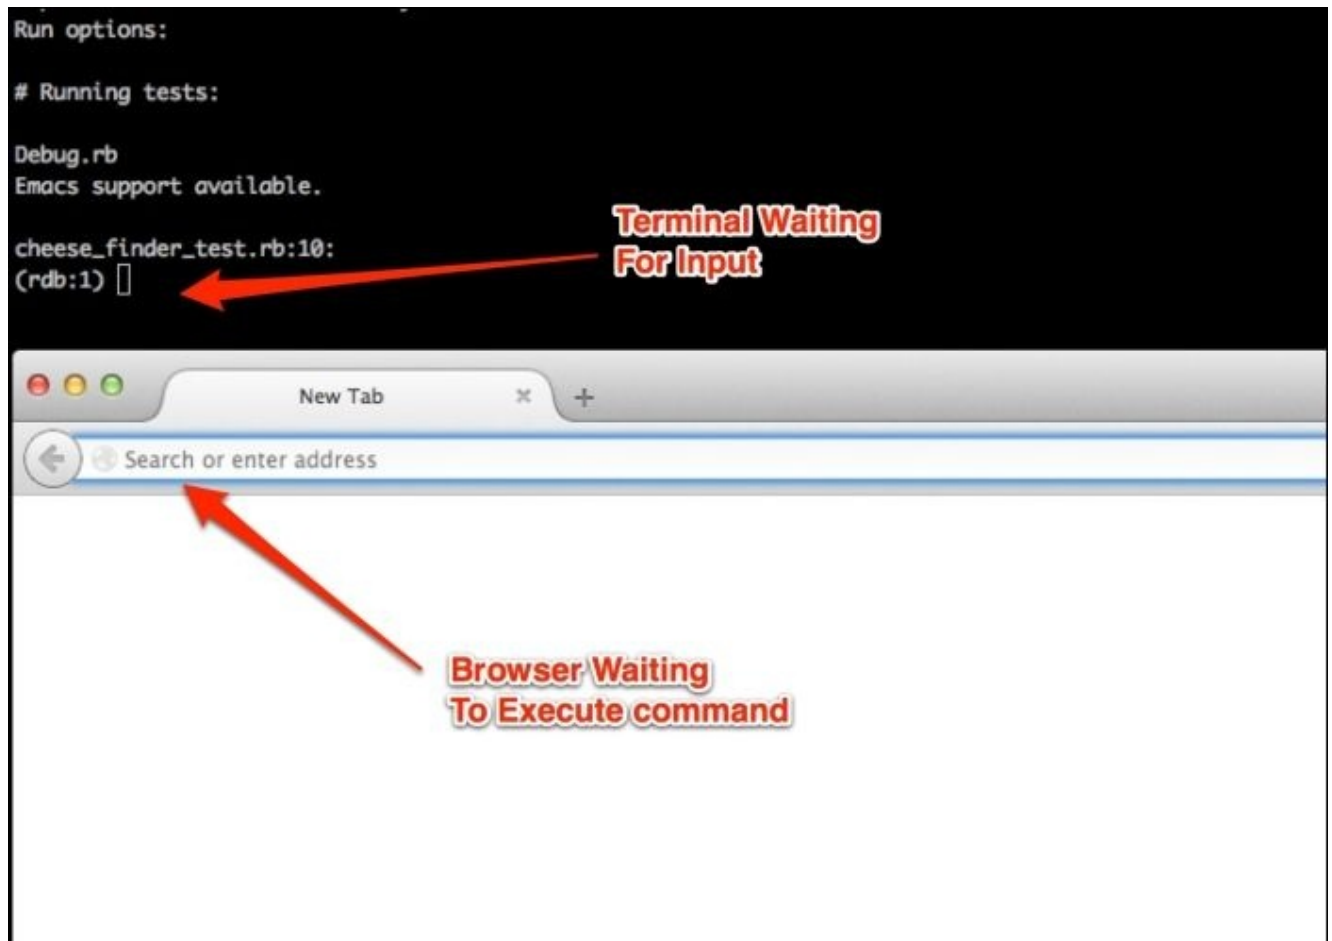 Run options:
# Running tests:
Debug.rb
Emacs support available.
cheese_finder_test.rb:10:
(rdb:1)
Terminal Waiting
For Input
New Tab
Search or enter address
Browser Waiting
To Execute command